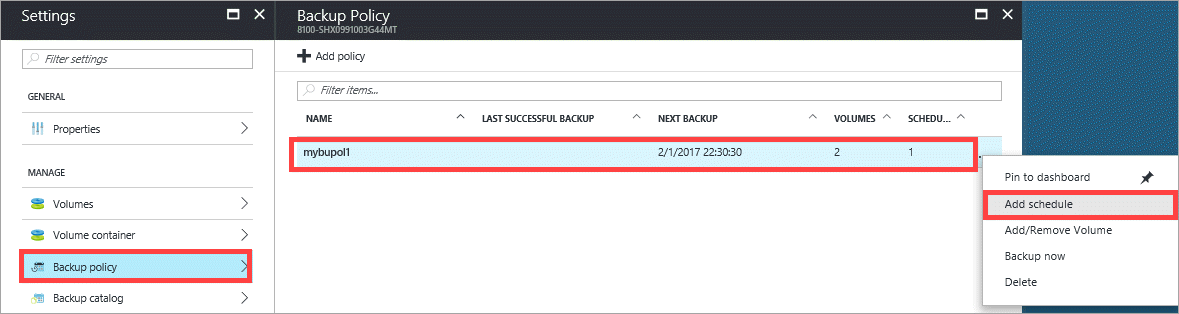 Settings
Filter settings
GENERAL
Properties
MANAGE
Volumes
Volume container
Backup policy
Backup catalog
Backup Policy
8100-SHX0991003G44MT
Add policy
Filter items...
NAME LAST SUCCESSFUL BACKUP NEXT BACKUP VOLUMES SCHEDU...
mybupol1 2/1/2017 22:30:30 2 1
Pin to dashboard
Add schedule
Add/Remove Volume
Backup now
Delete